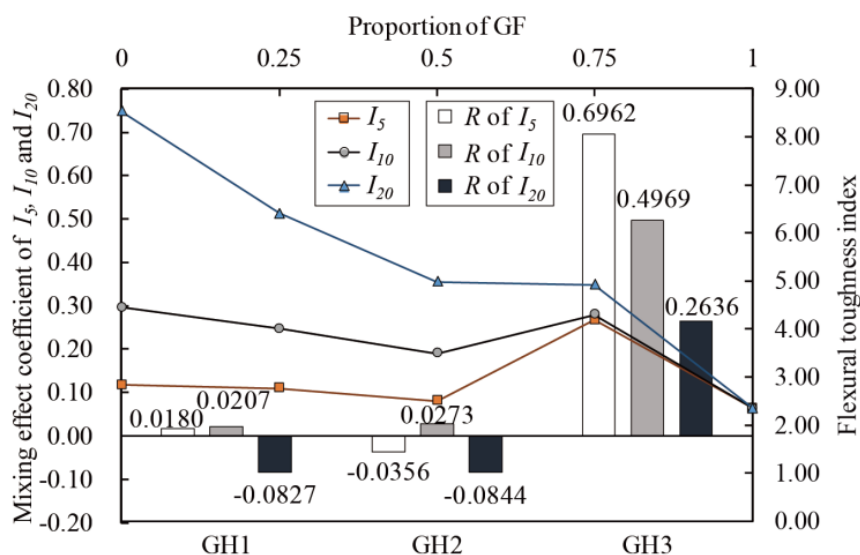 Proportion of GF
0 0.25 0.5 0.75 1
Mixing effect coefficient of I5, I10 and I20
0.80
0.70
0.60
0.50
0.40
0.30
0.20
0.10
0.00
-0.10
-0.20
I5
I10
I20
R of I5
R of I10
R of I20
0.6962
0.4969
0.2636
0.0180
0.0207
-0.0827
-0.0356
0.0273
-0.0844
9.00
8.00
7.00
6.00
5.00
4.00
3.00
2.00
1.00
0.00
Flexural toughness index
GH1 GH2 GH3